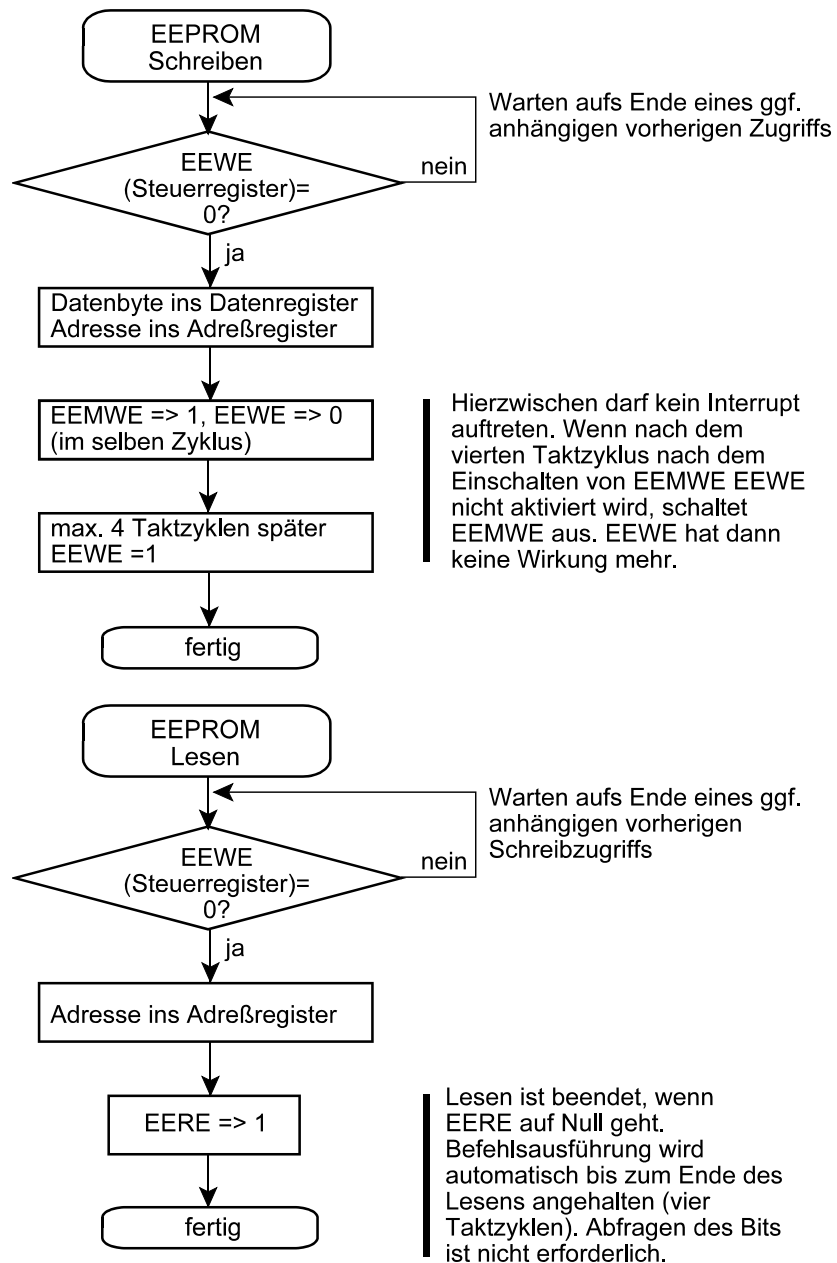 EEPROM
Schreiben
Warten aufs Ende eines ggf.
anhängigen vorherigen Zugriffs
EEWE
(Steuerregister)=
0?
nein
ja
Datenbyte ins Datenregister
Adresse ins Adreßregister
EEMWE => 1, EEWE => 0
(im selben Zyklus)
Hierzwischen darf kein Interrupt
auftreten. Wenn nach dem
vierten Taktzyklus nach dem
Einschalten von EEMWE EEWE
nicht aktiviert wird, schaltet
EEMWE aus. EEWE hat dann
keine Wirkung mehr.
max. 4 Taktzyklen später
EEWE =1
fertig
EEPROM
Lesen
Warten aufs Ende eines ggf.
anhängigen vorherigen
Schreibzugriffs
EEWE
(Steuerregister)=
0?
nein
ja
Adresse ins Adreßregister
EERE => 1
Lesen ist beendet, wenn
EERE auf Null geht.
Befehlsausführung wird
automatisch bis zum Ende des
Lesens angehalten (vier
Taktzyklen). Abfragen des Bits
ist nicht erforderlich.
fertig